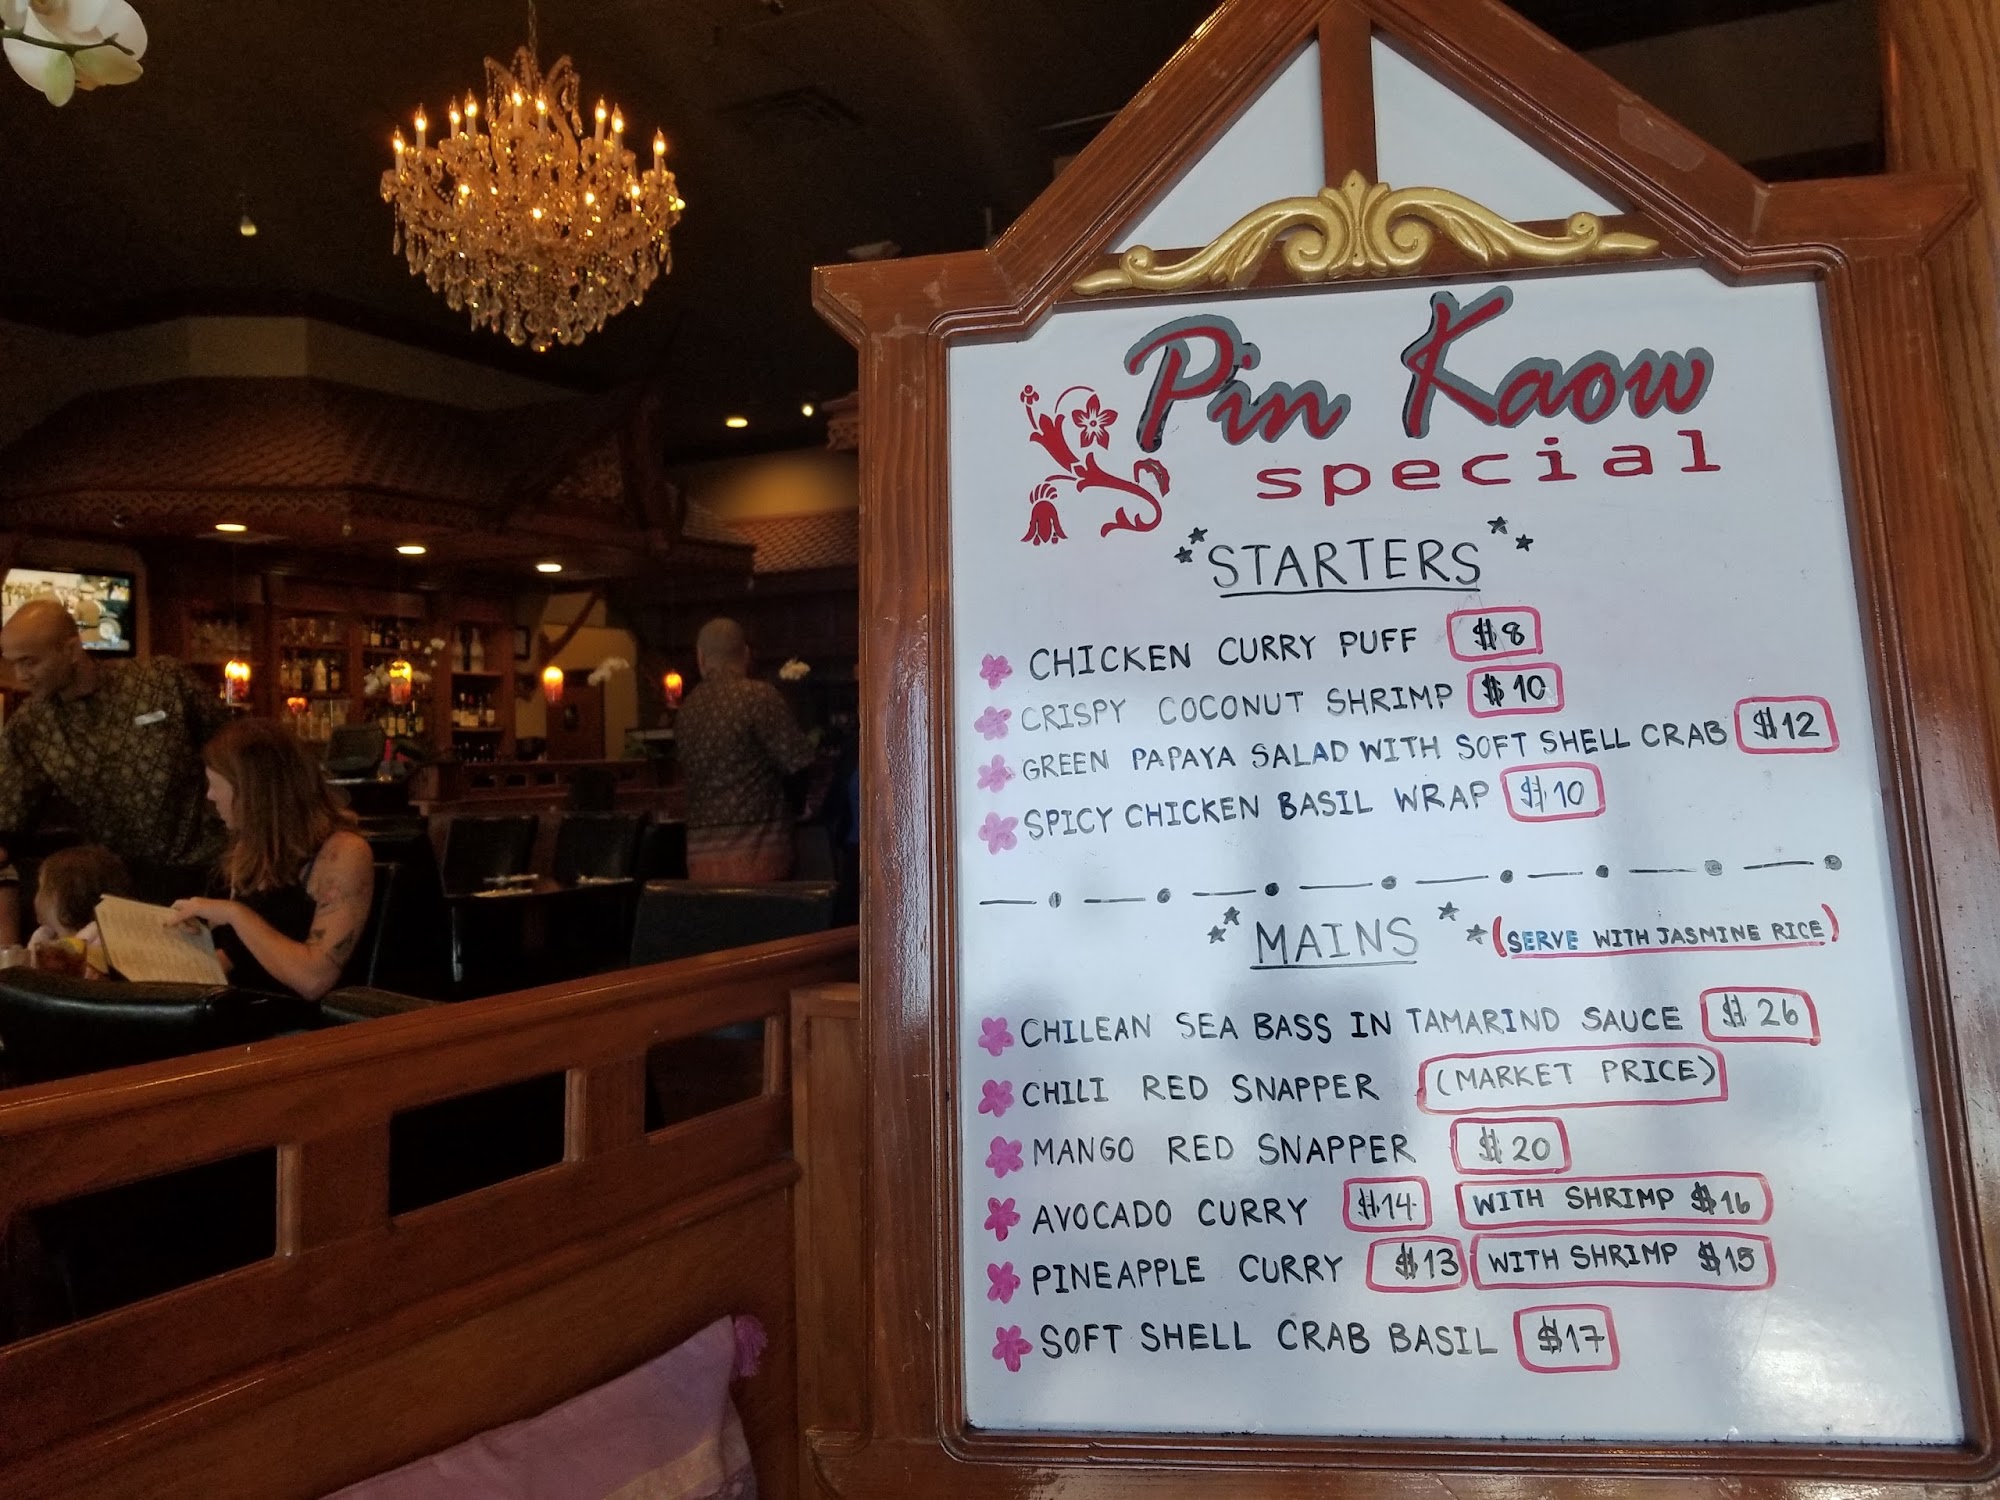 Pin Kaow
special
STARTERS
CHICKEN CURRY PUFF $8
CRISPY COCONUT SHRIMP $10
GREEN PAPAYA SALAD WITH SOFT SHELL CRAB $12
SPICY CHICKEN BASIL WRAP $10
MAINS (SERVE WITH JASMINE RICE)
CHILEAN SEA BASS IN TAMARIND SAUCE $26
CHILI RED SNAPPER (MARKET PRICE)
MANGO RED SNAPPER $20
AVOCADO CURRY $14 WITH SHRIMP $16
PINEAPPLE CURRY $13 WITH SHRIMP $15
SOFT SHELL CRAB BASIL $17